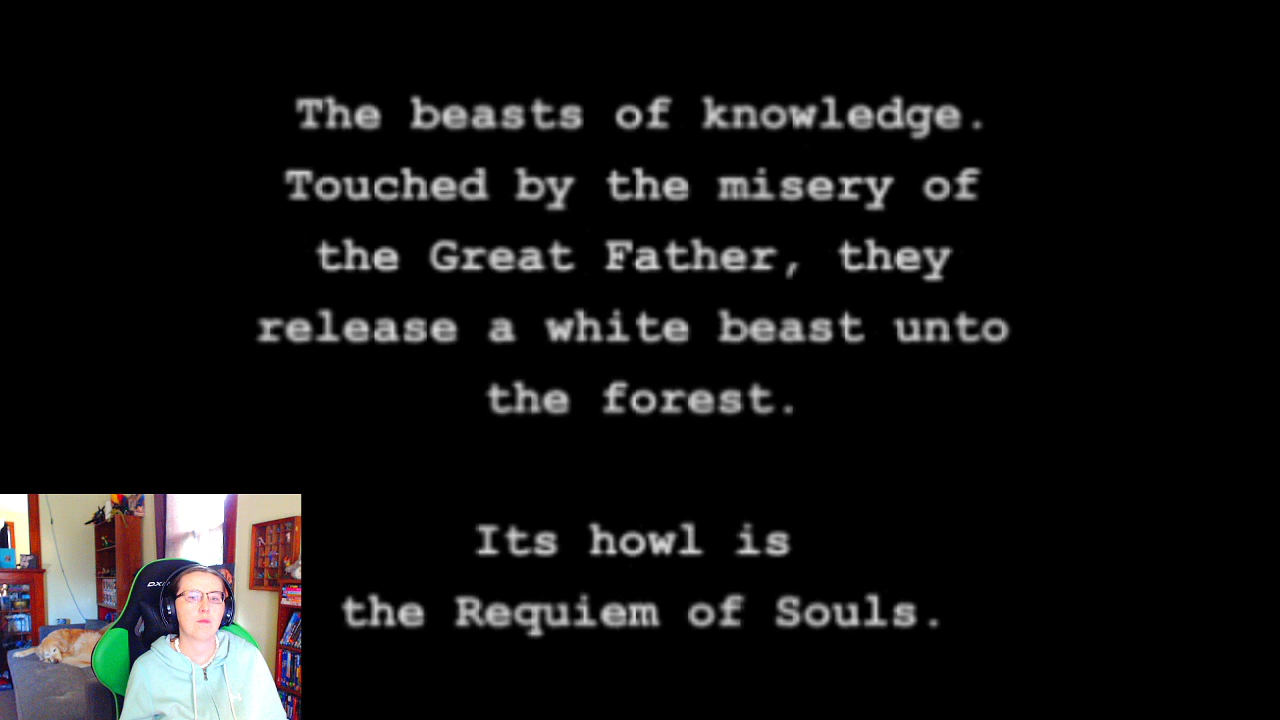 The beasts of knowledge.
Touched by the misery of
the Great Father, they
release a white beast unto
the forest.
Its howl is
the Requiem of Souls.